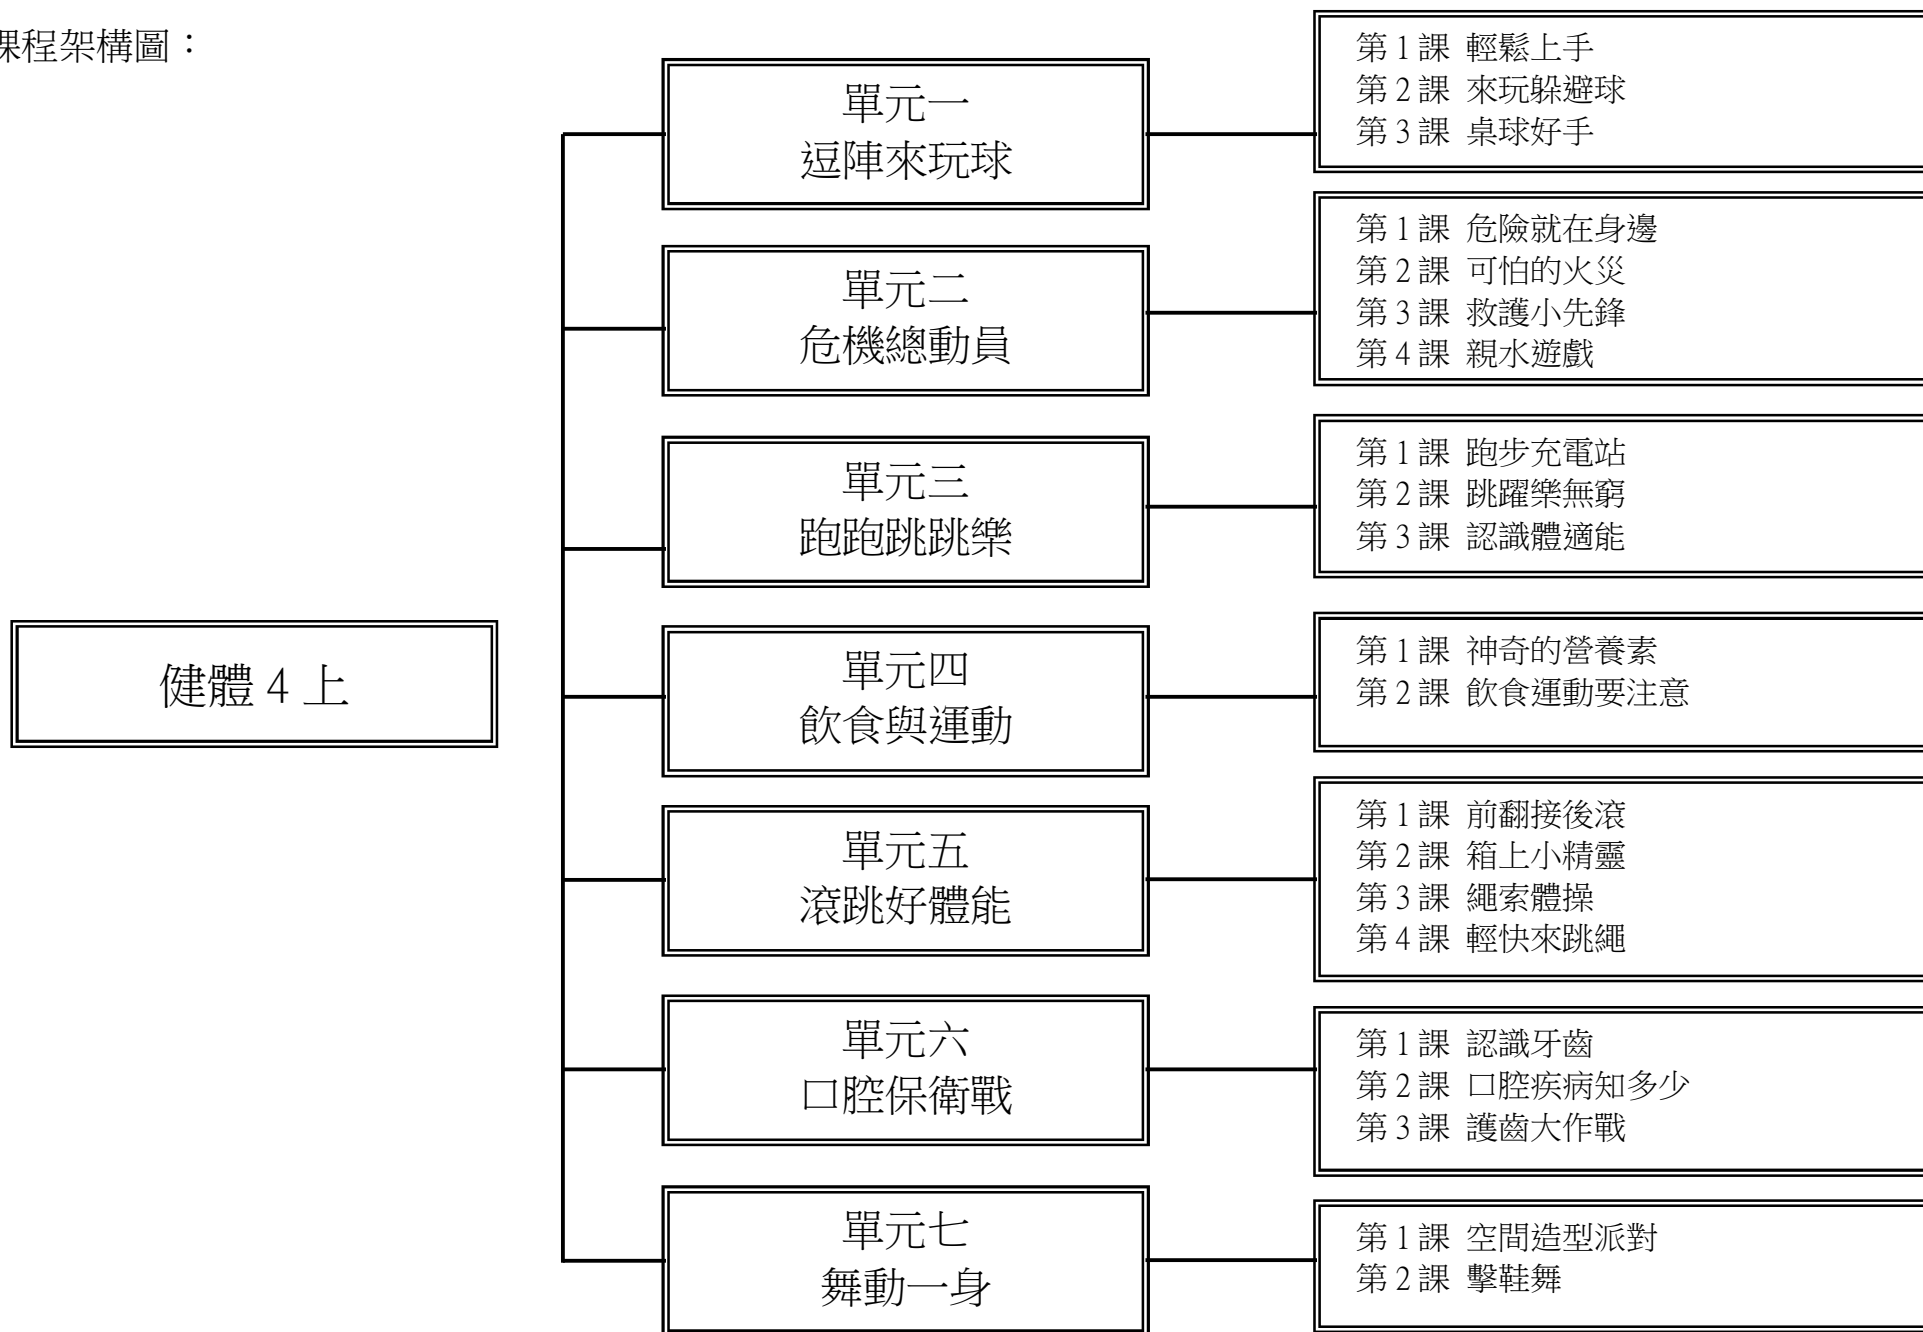 課程架構圖：
健體4上
單元一
逗陣來玩球
第1課 輕鬆上手
第2課 來玩躲避球
第3課 桌球好手
單元二
危機總動員
第1課 危險就在身邊
第2課 可怕的火災
第3課 救護小先鋒
第4課 親水遊戲
單元三
跑跑跳跳樂
第1課 跑步充電站
第2課 跳躍樂無窮
第3課 認識體適能
單元四
飲食與運動
第1課 神奇的營養素
第2課 飲食運動要注意
單元五
滾跳好體能
第1課 前翻接後滾
第2課 箱上小精靈
第3課 繩索體操
第4課 輕快來跳繩
單元六
口腔保衛戰
第1課 認識牙齒
第2課 口腔疾病知多少
第3課 護齒大作戰
單元七
舞動一身
第1課 空間造型派對
第2課 擊鞋舞